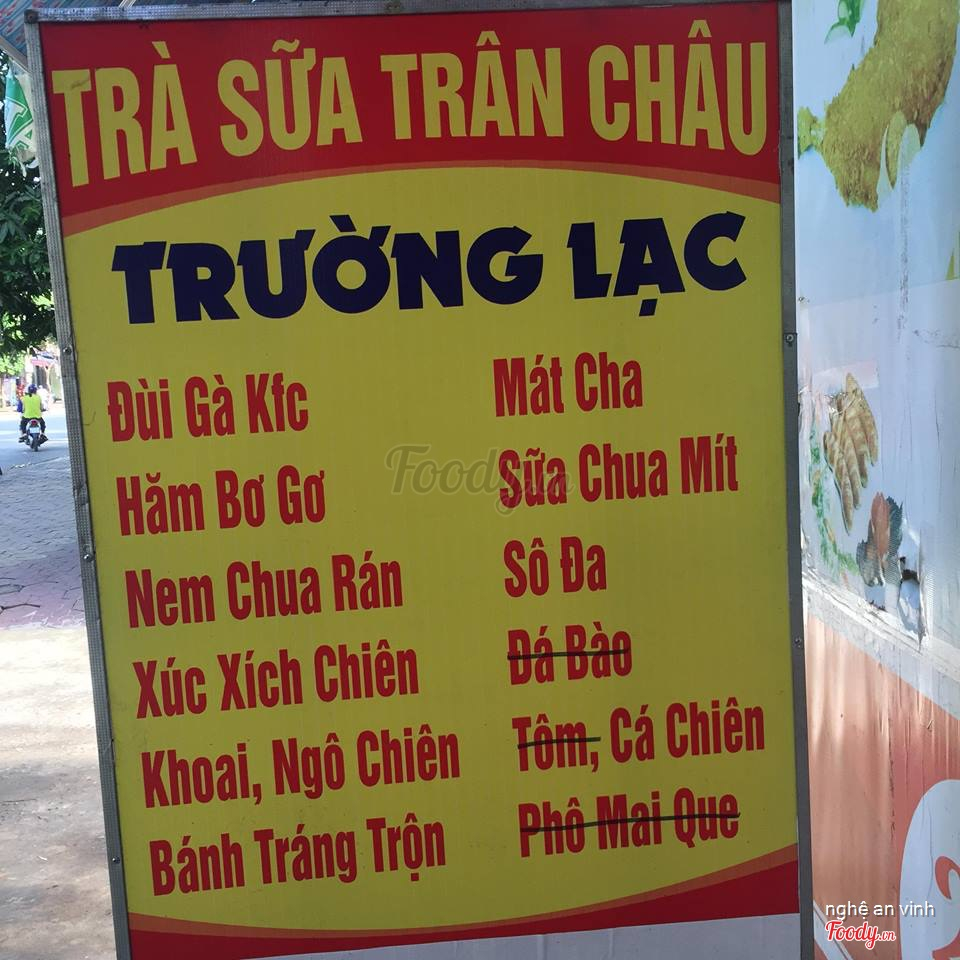 TRÀ SỮA TRÂN CHÂU
TRƯỜNG LẠC
Đùi Gà Kfc
Hăm Bơ Gơ
Nem Chua Rán
Xúc Xích Chiên
Khoai, Ngô Chiên
Bánh Tráng Trộn
Mát Cha
Sữa Chua Mít
Sô Đa
Đá Bào
Tôm, Cá Chiên
Phô Mai Que
Foody.vn
nghệ an vinh
Foody.vn